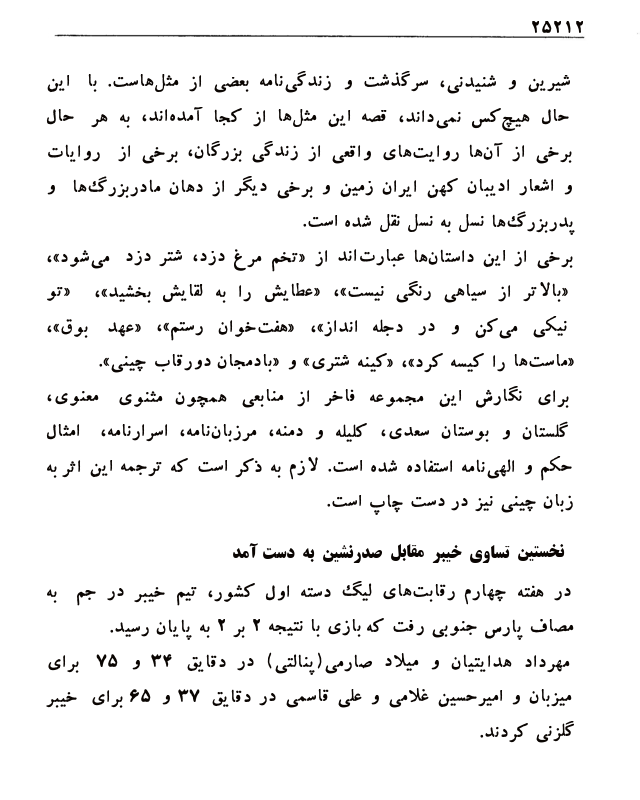 ۲۵۲۱۲
شیرین و شنیدنی، سرگذشت و زندگی‌نامه بعضی از مثل‌هاست. با این
حال هیچ‌کس نمی‌داند، قصه این مثل‌ها از کجا آمده‌اند، به هر حال
برخی از آن‌ها روایت‌های واقعی از زندگی بزرگان، برخی از روایات
و اشعار ادیبان کهن ایران زمین و برخی دیگر از دهان مادربزرگ‌ها و
پدربزرگ‌ها نسل به نسل نقل شده است.
برخی از این داستان‌ها عبارت‌اند از «تخم مرغ دزد، شتر دزد می‌شود»،
«بالاتر از سیاهی رنگی نیست»، «عطایش را به لقایش بخشید»، «تو
نیکی می‌کن و در دجله انداز»، «هفت‌خوان رستم»، «عهد بوق»،
«ماست‌ها را کیسه کرد»، «کینه شتری» و «بادمجان دورقاب چینی».
برای نگارش این مجموعه فاخر از منابعی همچون مثنوی معنوی،
گلستان و بوستان سعدی، کلیله و دمنه، مرزبان‌نامه، اسرارنامه، امثال
حکم و الهی‌نامه استفاده شده است. لازم به ذکر است که ترجمه این اثر به
زبان چینی نیز در دست چاپ است.
نخستین تساوی خیبر مقابل صدرنشین به دست آمد
در هفته چهارم رقابت‌های لیگ دسته اول کشور، تیم خیبر در جم به
مصاف پارس جنوبی رفت که بازی با نتیجه ۲ بر ۲ به پایان رسید.
مهرداد هدایتیان و میلاد صارمی(پنالتی) در دقایق ۳۴ و ۷۵ برای
میزبان و امیرحسین غلامی و علی قاسمی در دقایق ۳۷ و ۶۵ برای خیبر
گلزنی کردند.